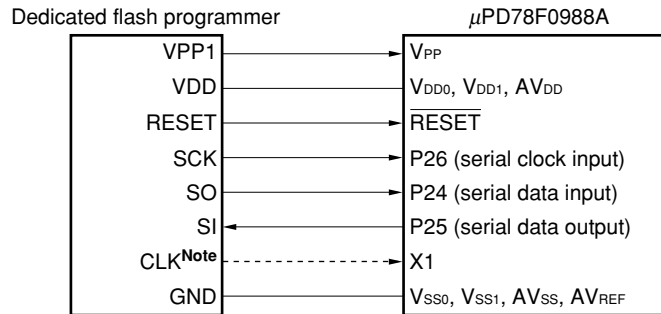 Dedicated flash programmer μPD78F0988A
VPP1 VPP
VDD VDD0, VDD1, AVDD
RESET RESET
SCK P26 (serial clock input)
SO P24 (serial data input)
SI P25 (serial data output)
CLKNote X1
GND VSS0, VSS1, AVSS, AVREF